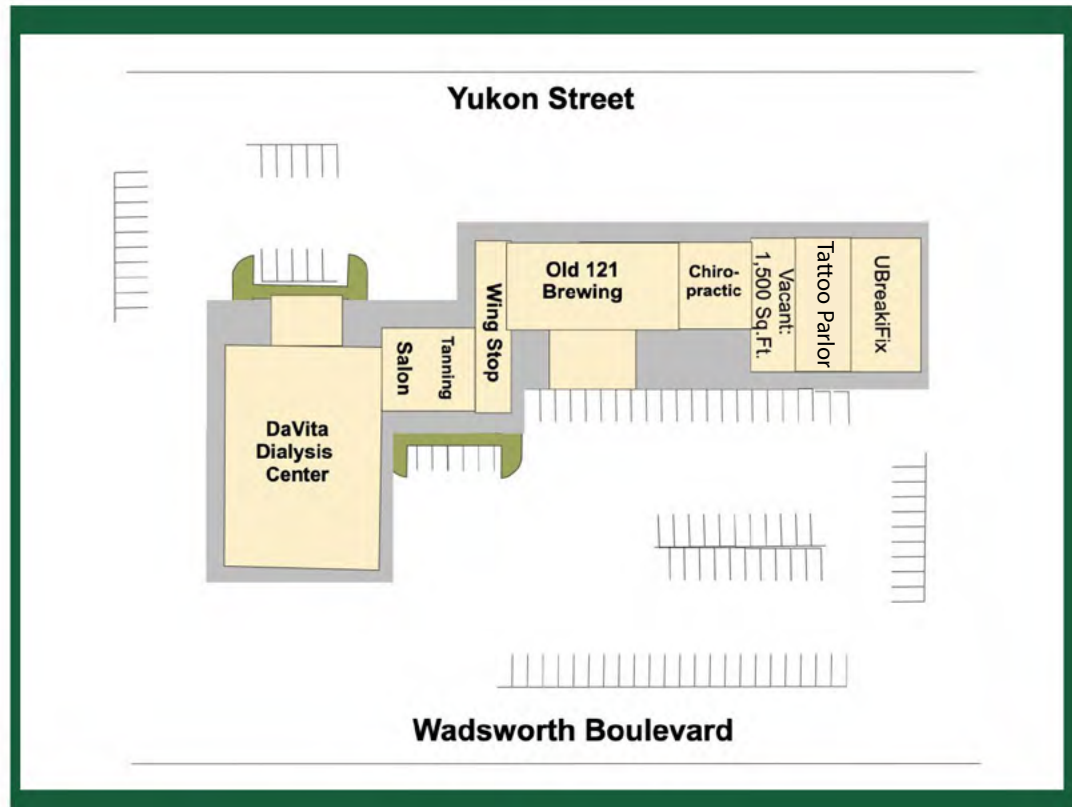 Yukon Street
DaVita
Dialysis
Center
Salon
Tanning
Wing Stop
Old 121
Brewing
Chiro-
practic
Vacant:
1,500 Sq.Ft.
Tattoo Parlor
UBreakiFix
Wadsworth Boulevard